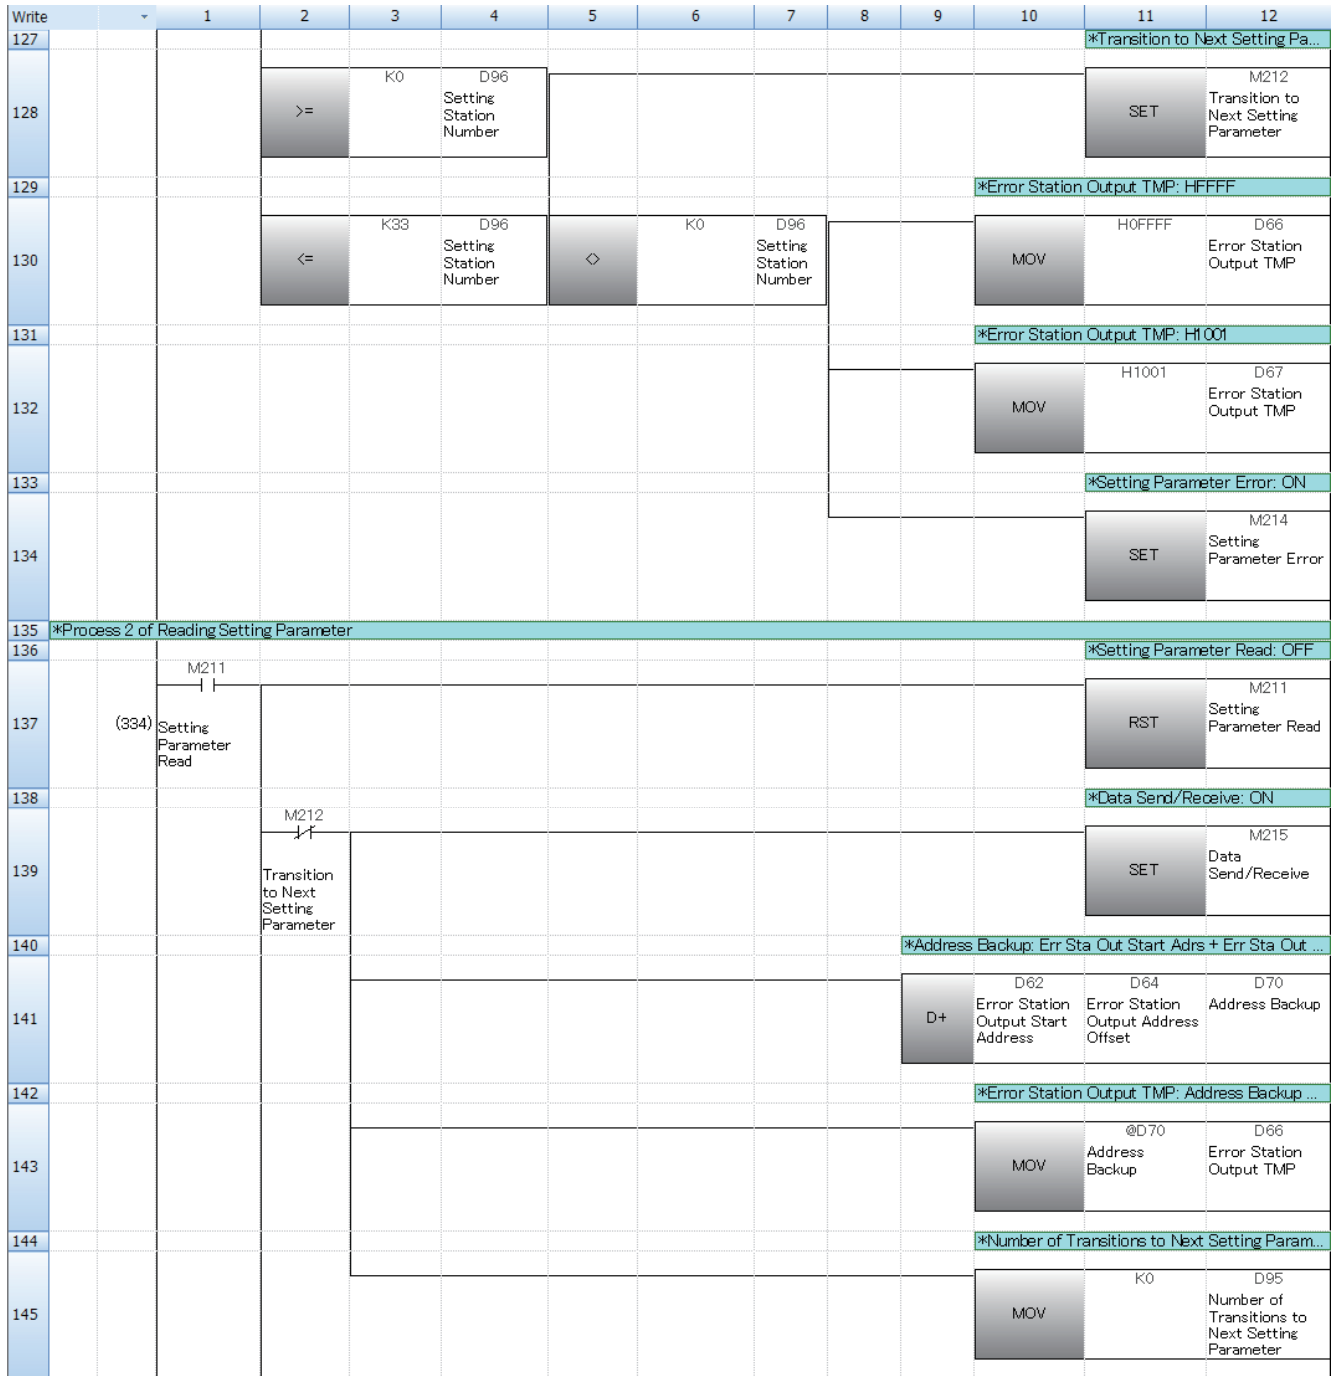 Write 1 2 3 4 5 6 7 8 9 10 11 12
127 *Transition to Next Setting Pa...
128 >= K0 D96 SET M212
Setting Station Number
Transition to Next Setting Parameter
129 *Error Station Output TMP: HFFFF
130 <= K33 D96 <> K0 D96 MOV H0FFFF D66
Setting Station Number
Setting Station Number
Error Station Output TMP
131 *Error Station Output TMP: H1001
132 MOV H1001 D67
Error Station Output TMP
133 *Setting Parameter Error: ON
134 SET M214
Setting Parameter Error
135 *Process 2 of Reading Setting Parameter
136 *Setting Parameter Read: OFF
137 (334) M211 RST M211
Setting Parameter Read
Setting Parameter Read
138 *Data Send/Receive: ON
139 M212 SET M215
Transition to Next Setting Parameter
Data Send/Receive
140 *Address Backup: Err Sta Out Start Adrs + Err Sta Out ...
141 D+ D62 D64 D70
Error Station Output Start Address
Error Station Output Address Offset
Address Backup
142 *Error Station Output TMP: Address Backup ...
143 MOV @D70 D66
Address Backup
Error Station Output TMP
144 *Number of Transitions to Next Setting Param...
145 MOV K0 D95
Number of Transitions to Next Setting Parameter